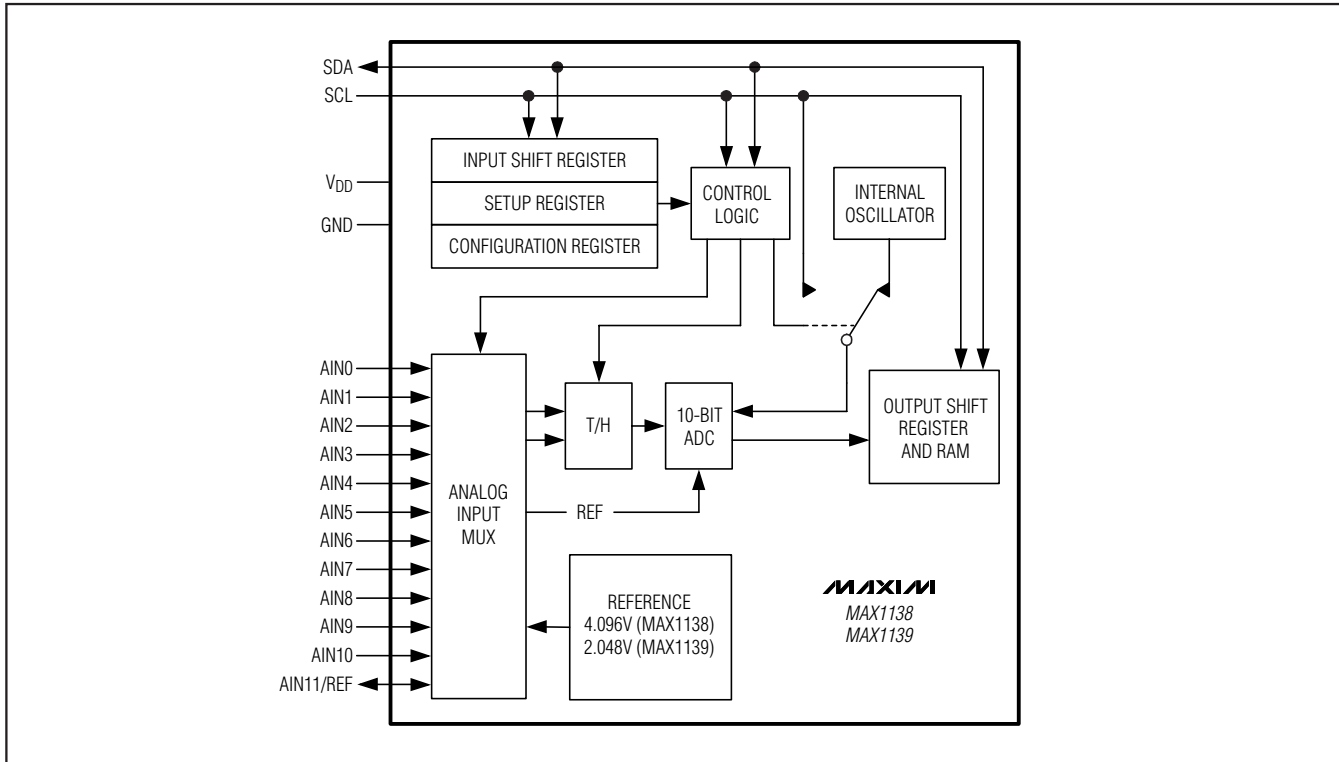 SDA
SCL
VDD
GND
INPUT SHIFT REGISTER
SETUP REGISTER
CONFIGURATION REGISTER
CONTROL
LOGIC
INTERNAL
OSCILLATOR
AIN0
AIN1
AIN2
AIN3
AIN4
AIN5
AIN6
AIN7
AIN8
AIN9
AIN10
AIN11/REF
ANALOG
INPUT
MUX
T/H
10-BIT
ADC
REF
OUTPUT SHIFT
REGISTER
AND RAM
REFERENCE
4.096V (MAX1138)
2.048V (MAX1139)
MAXIM
MAX1138
MAX1139